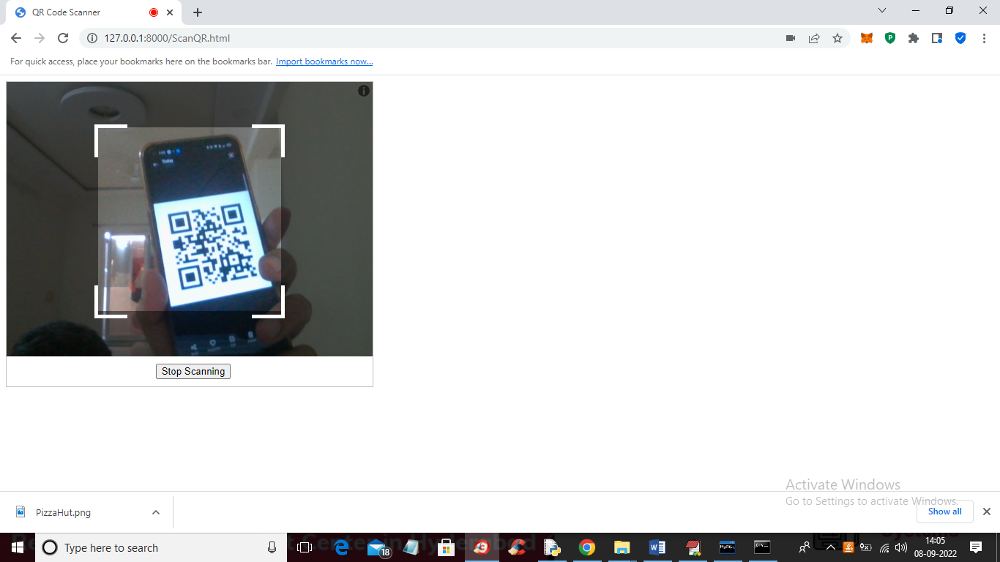 QR Code Scanner
127.0.0.1:8000/ScanQR.html
P
For quick access, place your bookmarks here on the bookmarks bar. Import bookmarks now...
Today
Stop Scanning
Activate Windows
Go to Settings to activate Windows.
PizzaHut.png
Show all
Type here to search
18
MySQL
14:05
08-09-2022